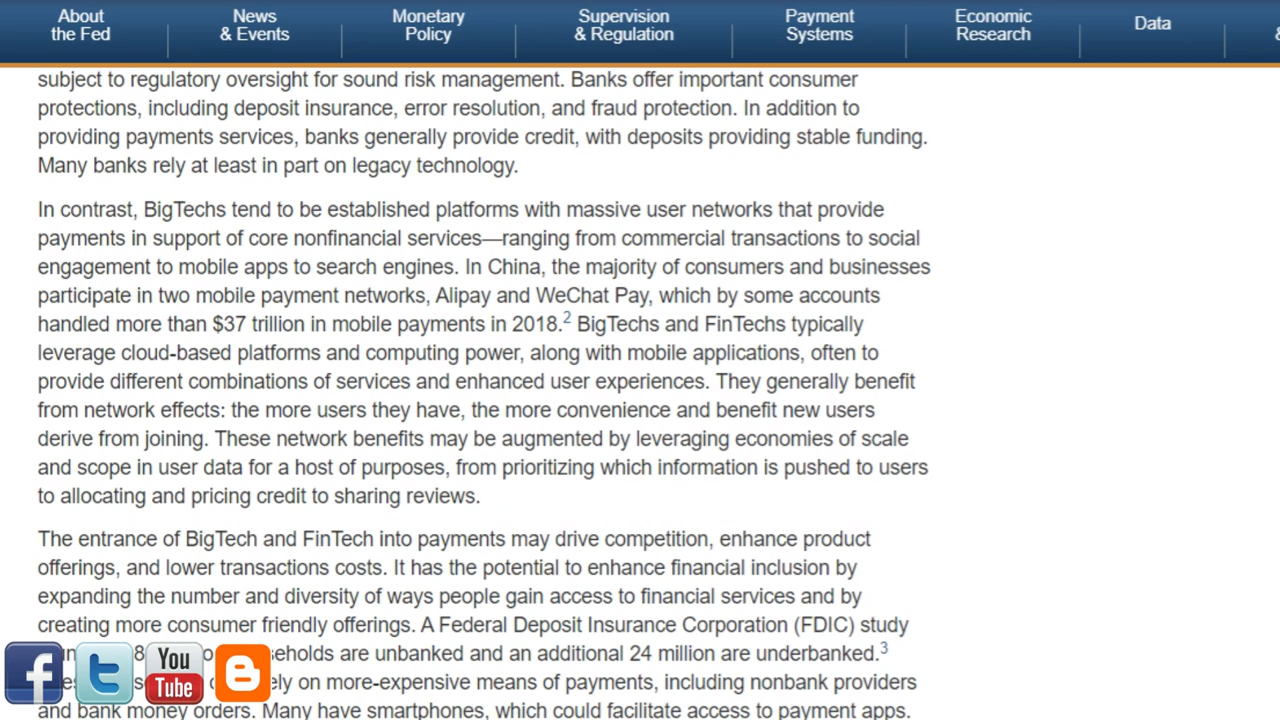 About
the Fed
News
& Events
Monetary
Policy
Supervision
& Regulation
Payment
Systems
Economic
Research
Data
&
subject to regulatory oversight for sound risk management. Banks offer important consumer
protections, including deposit insurance, error resolution, and fraud protection. In addition to
providing payments services, banks generally provide credit, with deposits providing stable funding.
Many banks rely at least in part on legacy technology.
In contrast, BigTechs tend to be established platforms with massive user networks that provide
payments in support of core nonfinancial services—ranging from commercial transactions to social
engagement to mobile apps to search engines. In China, the majority of consumers and businesses
participate in two mobile payment networks, Alipay and WeChat Pay, which by some accounts
handled more than $37 trillion in mobile payments in 2018.2 BigTechs and FinTechs typically
leverage cloud-based platforms and computing power, along with mobile applications, often to
provide different combinations of services and enhanced user experiences. They generally benefit
from network effects: the more users they have, the more convenience and benefit new users
derive from joining. These network benefits may be augmented by leveraging economies of scale
and scope in user data for a host of purposes, from prioritizing which information is pushed to users
to allocating and pricing credit to sharing reviews.
The entrance of BigTech and FinTech into payments may drive competition, enhance product
offerings, and lower transactions costs. It has the potential to enhance financial inclusion by
expanding the number and diversity of ways people gain access to financial services and by
creating more consumer friendly offerings. A Federal Deposit Insurance Corporation (FDIC) study
are unbanked and an additional 24 million are underbanked.3
on more-expensive means of payments, including nonbank providers
and bank money orders. Many have smartphones, which could facilitate access to payment apps.
You
Tube